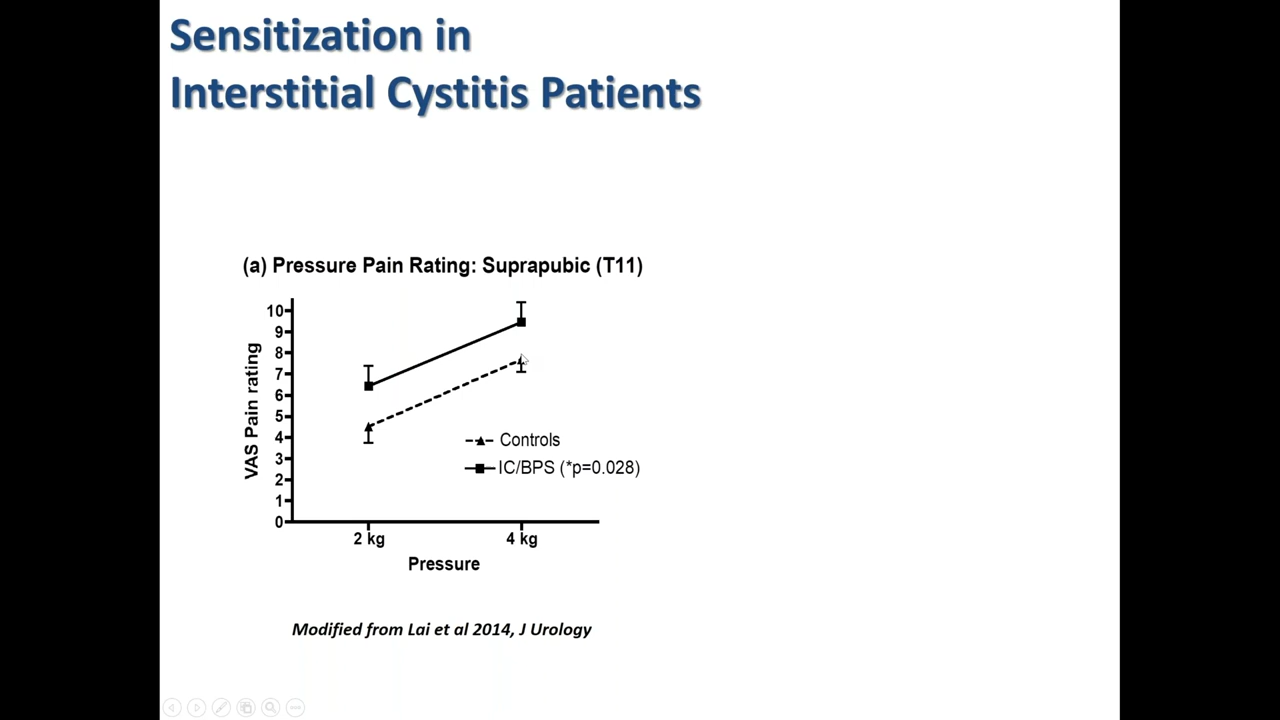 Sensitization in
Interstitial Cystitis Patients
(a) Pressure Pain Rating: Suprapubic (T11)
VAS Pain rating
10
9
8
7
6
5
4
3
2
1
0
Controls
IC/BPS (*p=0.028)
2 kg
4 kg
Pressure
Modified from Lai et al 2014, J Urology